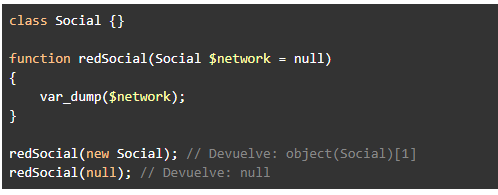 class Social {}
function redSocial(Social $network = null)
{
var_dump($network);
}
redSocial(new Social); // Devuelve: object(Social)[1]
redSocial(null); // Devuelve: null